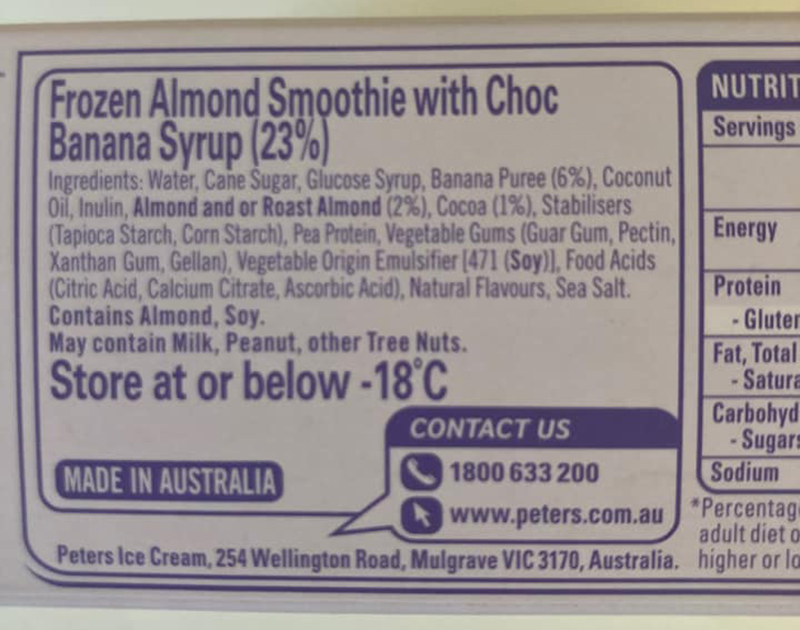 Frozen Almond Smoothie with Choc
Banana Syrup (23%)
Ingredients: Water, Cane Sugar, Glucose Syrup, Banana Puree (6%), Coconut
Oil, Inulin, Almond and or Roast Almond (2%), Cocoa (1%), Stabilisers
(Tapioca Starch, Corn Starch), Pea Protein, Vegetable Gums (Guar Gum, Pectin,
Xanthan Gum, Gellan), Vegetable Origin Emulsifier [471 (Soy)], Food Acids
(Citric Acid, Calcium Citrate, Ascorbic Acid), Natural Flavours, Sea Salt.
Contains Almond, Soy.
May contain Milk, Peanut, other Tree Nuts.
Store at or below -18°C
MADE IN AUSTRALIA
CONTACT US
1800 633 200
www.peters.com.au
Peters Ice Cream, 254 Wellington Road, Mulgrave VIC 3170, Australia.
NUTRIT
Servings
Energy
Protein
- Gluten
Fat, Total
- Satura
Carbohyd
- Sugars
Sodium
*Percentage
adult diet o
higher or lo